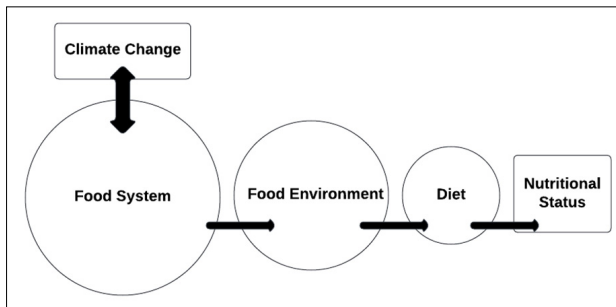 Climate Change
Food System
Food Environment
Diet
Nutritional
Status